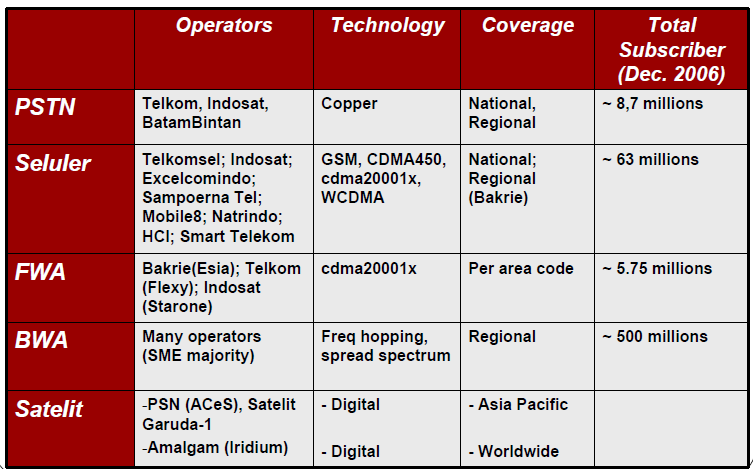 Operators Technology Coverage Total
Subscriber
(Dec. 2006)
PSTN Telkom, Indosat, Copper National, ~ 8,7 millions
BatamBintan Regional
Seluler Telkomsel; Indosat; GSM, CDMA450, National; ~ 63 millions
Excelcomindo; cdma20001x, Regional
Sampoerna Tel; WCDMA (Bakrie)
Mobile8; Natrindo;
HCI; Smart Telekom
FWA Bakrie(Esia); Telkom cdma20001x Per area code ~ 5.75 millions
(Flexy); Indosat
(Starone)
BWA Many operators Freq hopping, Regional ~ 500 millions
(SME majority) spread spectrum
Satelit -PSN (ACeS), Satelit - Digital - Asia Pacific
Garuda-1
-Amalgam (Iridium) - Digital - Worldwide